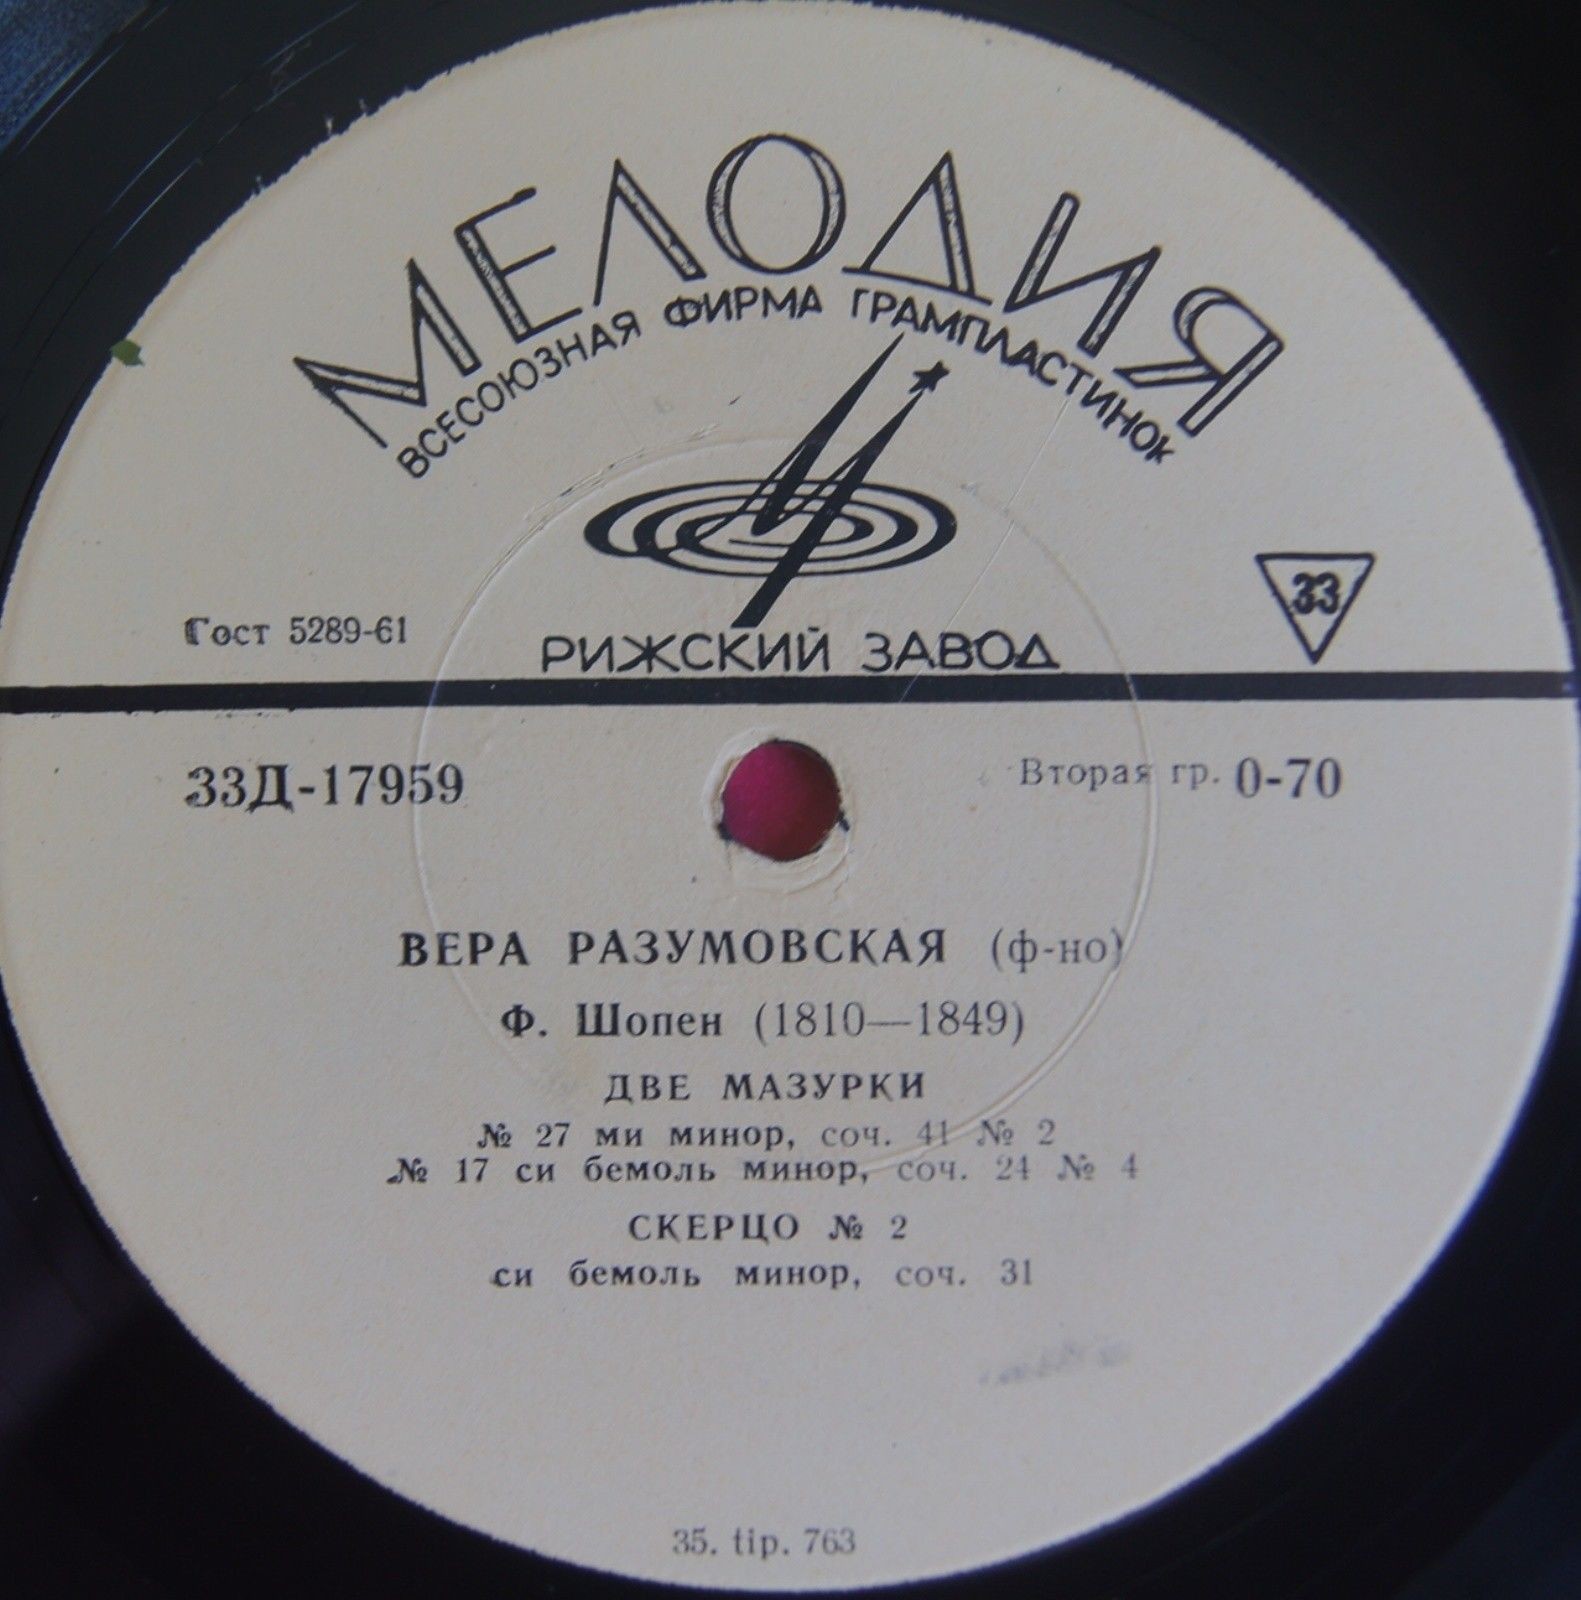 МЕЛОДИЯ
ВСЕСОЮЗНАЯ ФИРМА ГРАМПЛАСТИНОК
33
Гост 5289-61
РИЖСКИЙ ЗАВОД
33Д-17959
Вторая гр. 0-70
ВЕРА РАЗУМОВСКАЯ (ф-но)
Ф. Шопен (1810—1849)
ДВЕ МАЗУРКИ
№ 27 ми минор, соч. 41 № 2
№ 17 си бемоль минор, соч. 24 № 4
СКЕРЦО № 2
си бемоль минор, соч. 31
35. tip. 763